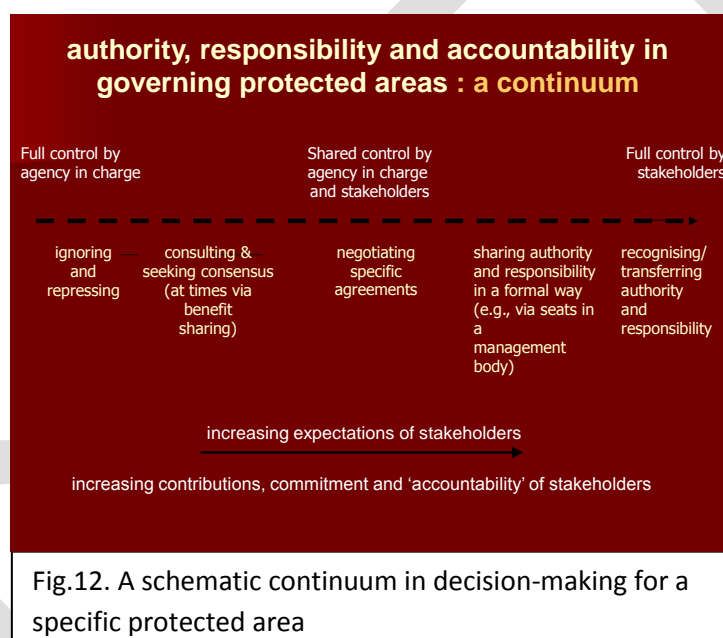 authority, responsibility and accountability in
governing protected areas : a continuum
Full control by
agency in charge
Shared control by
agency in charge
and stakeholders
Full control by
stakeholders
ignoring
and
repressing
consulting &
seeking consensus
(at times via
benefit
sharing)
negotiating
specific
agreements
sharing authority
and responsibility
in a formal way
(e.g., via seats in
a
management
body)
recognising/
transferring
authority
and
responsibility
increasing expectations of stakeholders
increasing contributions, commitment and ‘accountability’ of stakeholders
Fig.12. A schematic continuum in decision-making for a
specific protected area